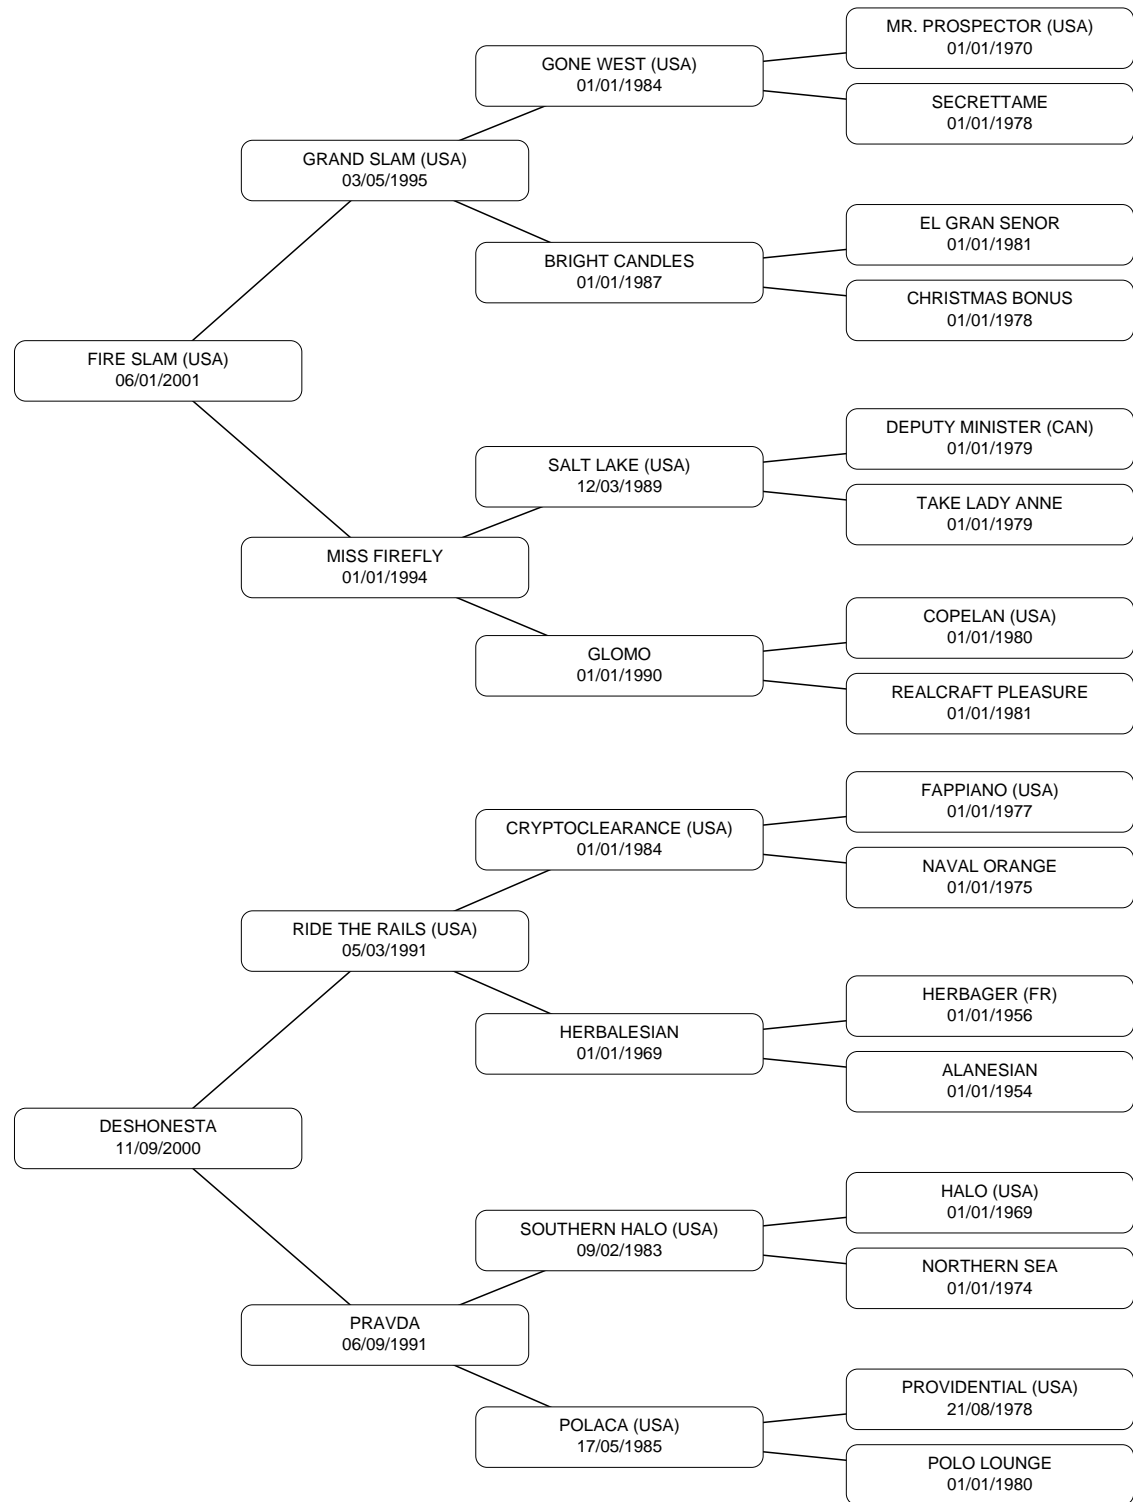 MR. PROSPECTOR (USA)
01/01/1970
GONE WEST (USA)
01/01/1984
SECRETTAME
01/01/1978
GRAND SLAM (USA)
03/05/1995
EL GRAN SENOR
01/01/1981
BRIGHT CANDLES
01/01/1987
CHRISTMAS BONUS
01/01/1978
FIRE SLAM (USA)
06/01/2001
DEPUTY MINISTER (CAN)
01/01/1979
SALT LAKE (USA)
12/03/1989
TAKE LADY ANNE
01/01/1979
MISS FIREFLY
01/01/1994
COPELAN (USA)
01/01/1980
GLOMO
01/01/1990
REALCRAFT PLEASURE
01/01/1981
FAPPIANO (USA)
01/01/1977
CRYPTOCLEARANCE (USA)
01/01/1984
NAVAL ORANGE
01/01/1975
RIDE THE RAILS (USA)
05/03/1991
HERBAGER (FR)
01/01/1956
HERBALESIAN
01/01/1969
ALANESIAN
01/01/1954
DESHONESTA
11/09/2000
HALO (USA)
01/01/1969
SOUTHERN HALO (USA)
09/02/1983
NORTHERN SEA
01/01/1974
PRAVDA
06/09/1991
PROVIDENTIAL (USA)
21/08/1978
POLACA (USA)
17/05/1985
POLO LOUNGE
01/01/1980